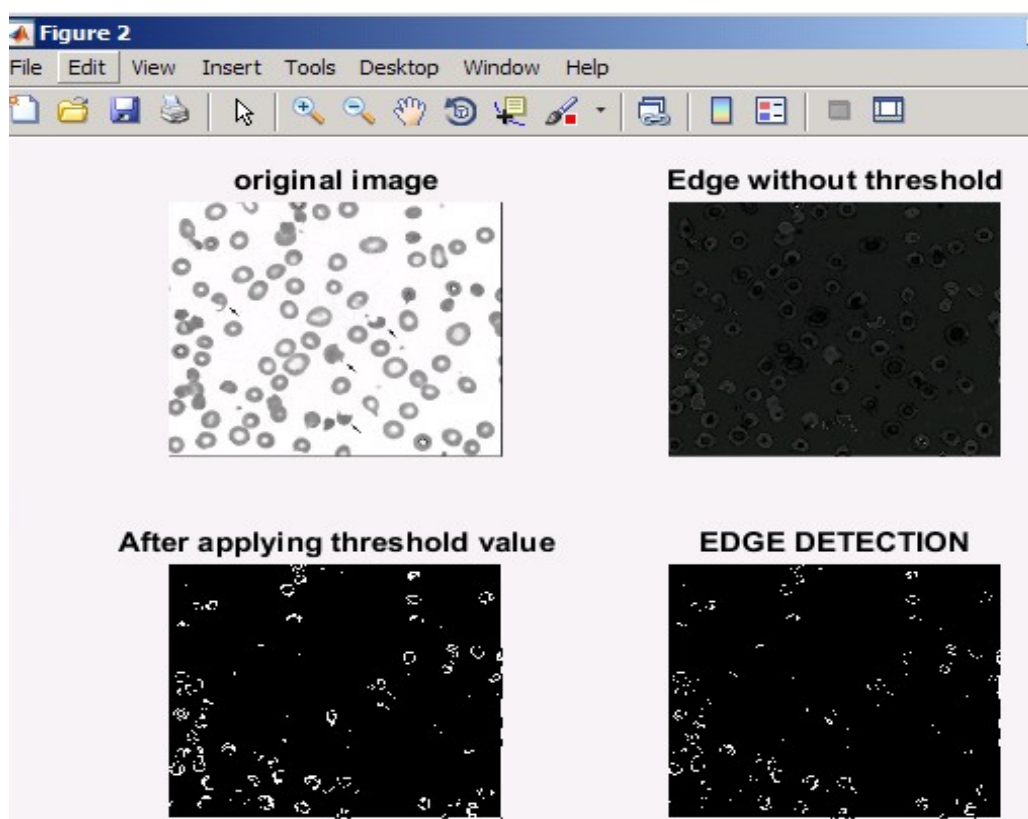 Figure 2
File Edit View Insert Tools Desktop Window Help
original image
Edge without threshold
After applying threshold value
EDGE DETECTION